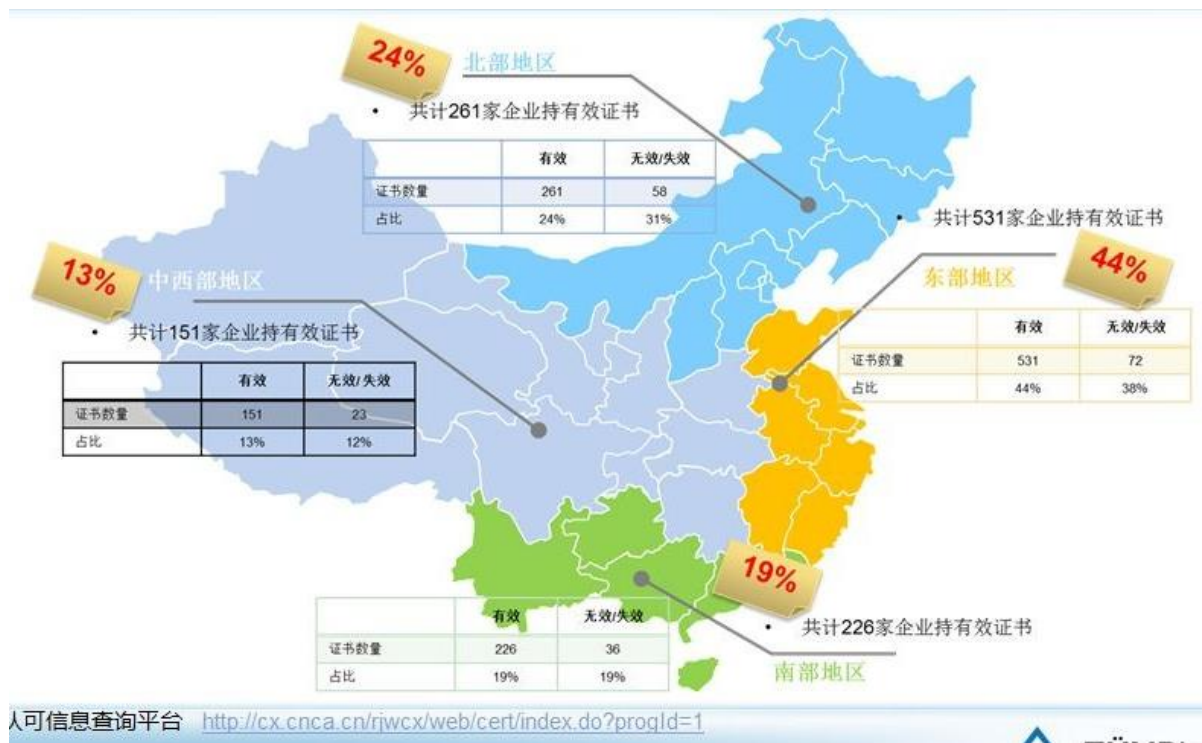 24%
北部地区
• 共计261家企业持有效证书
有效 无效/失效
证书数量 261 58
占比 24% 31%
• 共计531家企业持有效证书
44%
东部地区
有效 无效/失效
证书数量 531 72
占比 44% 38%
13%
中西部地区
• 共计151家企业持有效证书
有效 无效/失效
证书数量 151 23
占比 13% 12%
19%
• 共计226家企业持有效证书
南部地区
有效 无效/失效
证书数量 226 36
占比 19% 19%
认可信息查询平台 http://cx.cnca.cn/rjwcx/web/cert/index.do?progId=1